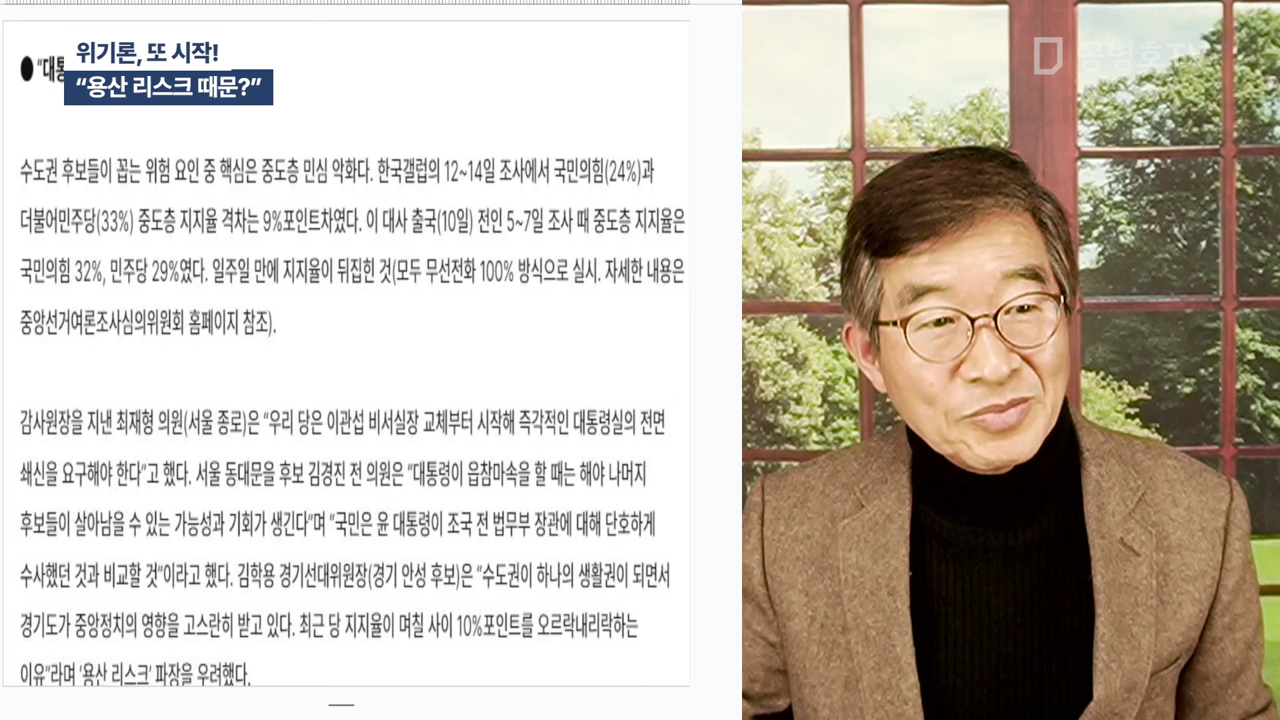 위기론, 또 시작!
“용산 리스크 때문?”
● “대통
공병호TV
수도권 후보들이 꼽는 위험 요인 중 핵심은 중도층 민심 악화다. 한국갤럽의 12~14일 조사에서 국민의힘(24%)과
더불어민주당(33%) 중도층 지지율 격차는 9%포인트차였다. 이 대사 출국(10일) 전인 5~7일 조사 때 중도층 지지율은
국민의힘 32%, 민주당 29%였다. 일주일 만에 지지율이 뒤집힌 것(모두 무선전화 100% 방식으로 실시. 자세한 내용은
중앙선거여론조사심의위원회 홈페이지 참조).
감사원장을 지낸 최재형 의원(서울 종로)은 “우리 당은 이관섭 비서실장 교체부터 시작해 즉각적인 대통령실의 전면
쇄신을 요구해야 한다”고 했다. 서울 동대문을 후보 김경진 전 의원은 “대통령이 읍참마속을 할 때는 해야 나머지
후보들이 살아남을 수 있는 가능성과 기회가 생긴다”며 “국민은 윤 대통령이 조국 전 법무부 장관에 대해 단호하게
수사했던 것과 비교할 것”이라고 했다. 김학용 경기선대위원장(경기 안성 후보)은 “수도권이 하나의 생활권이 되면서
경기도가 중앙정치의 영향을 고스란히 받고 있다. 최근 당 지지율이 며칠 사이 10%포인트를 오르락내리락하는
이유”라며 ‘용산 리스크’ 파장을 우려했다.